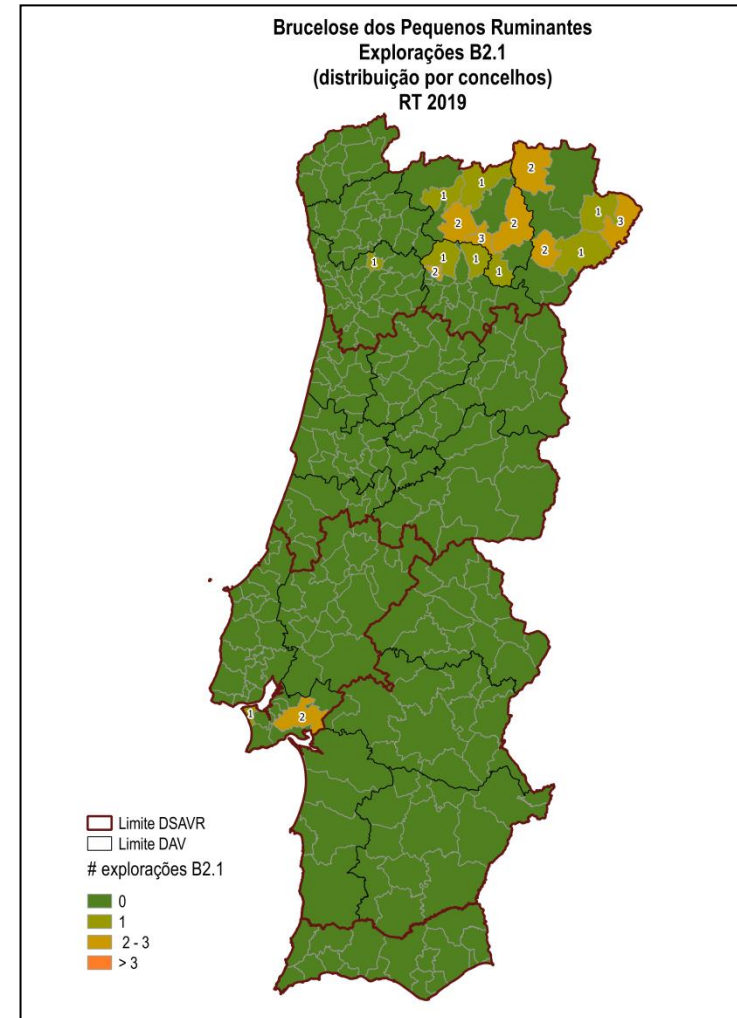 Brucelose dos Pequenos Ruminantes
Explorações B2.1
(distribuição por concelhos)
RT 2019
2
1
1
1
2
2
3
3
2
1
1
1
1
2
1
1
2
Limite DSAVR
Limite DAV
# explorações B2.1
0
1
2 - 3
> 3